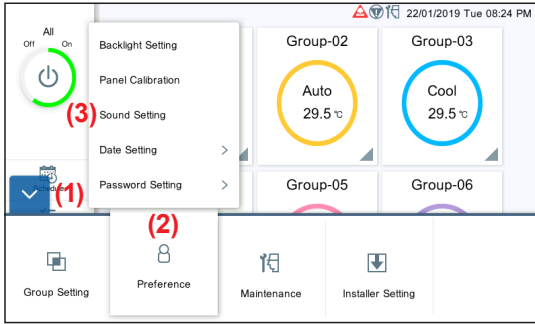 22/01/2019 Tue 08:24 PM
All
Off On
Backlight Setting
Panel Calibration
(3) Sound Setting
Date Setting >
Password Setting >
Group-02
Auto
29.5 ℃
Group-03
Cool
29.5 ℃
Group-05
Group-06
(1)
(2)
Group Setting
Preference
Maintenance
Installer Setting